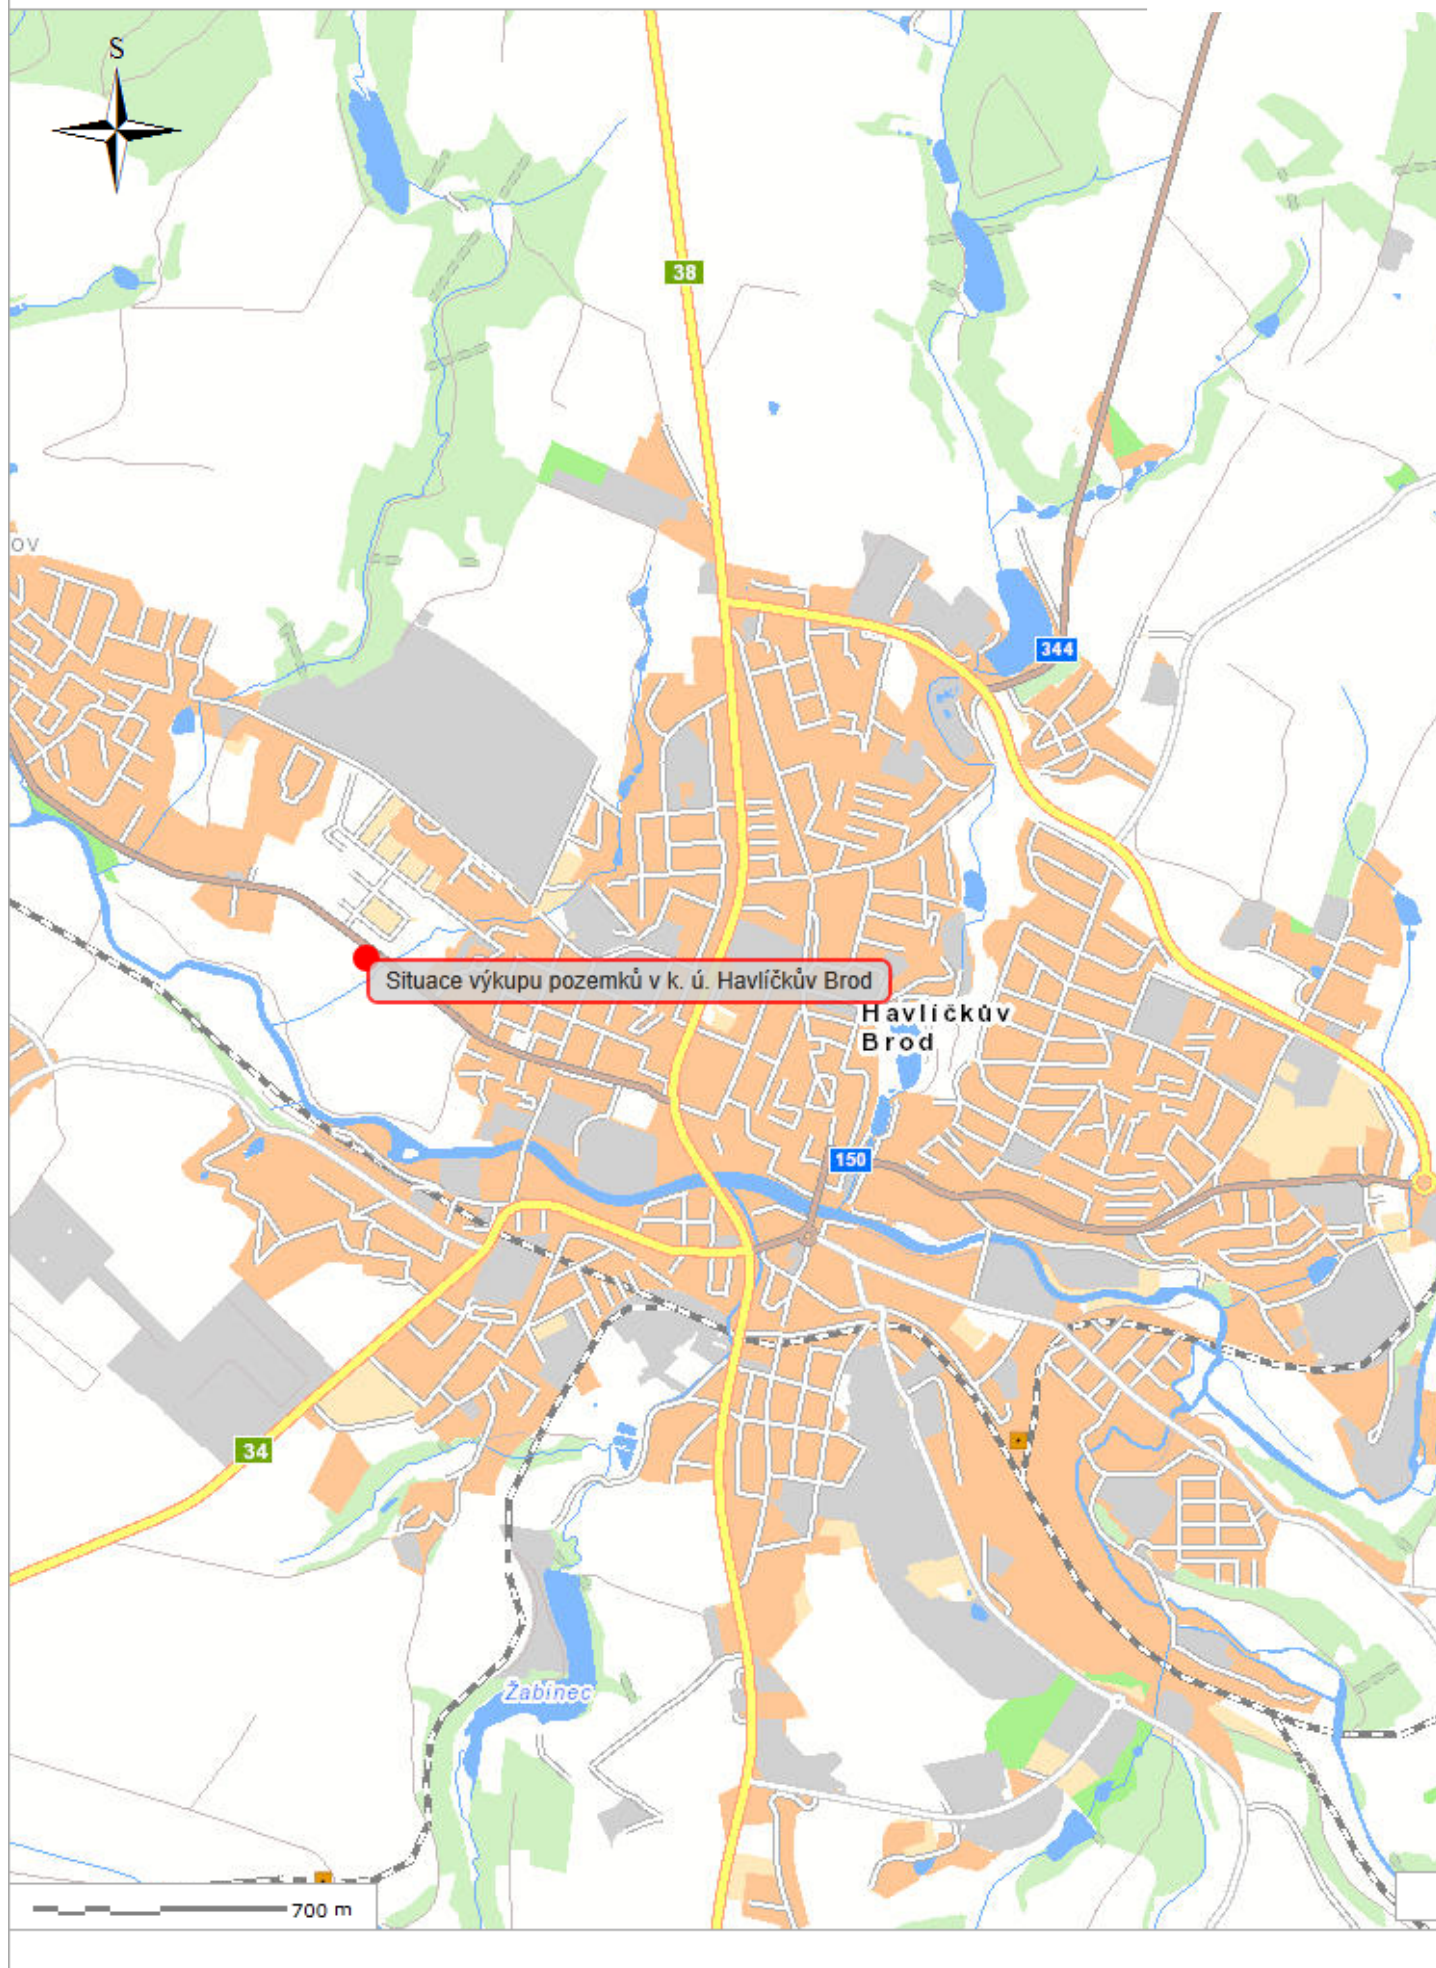 S
38
ov
344
Situace výkupu pozemků v k. ú. Havlíčkův Brod
Havlíčkův
Brod
150
34
Žabinec
700 m